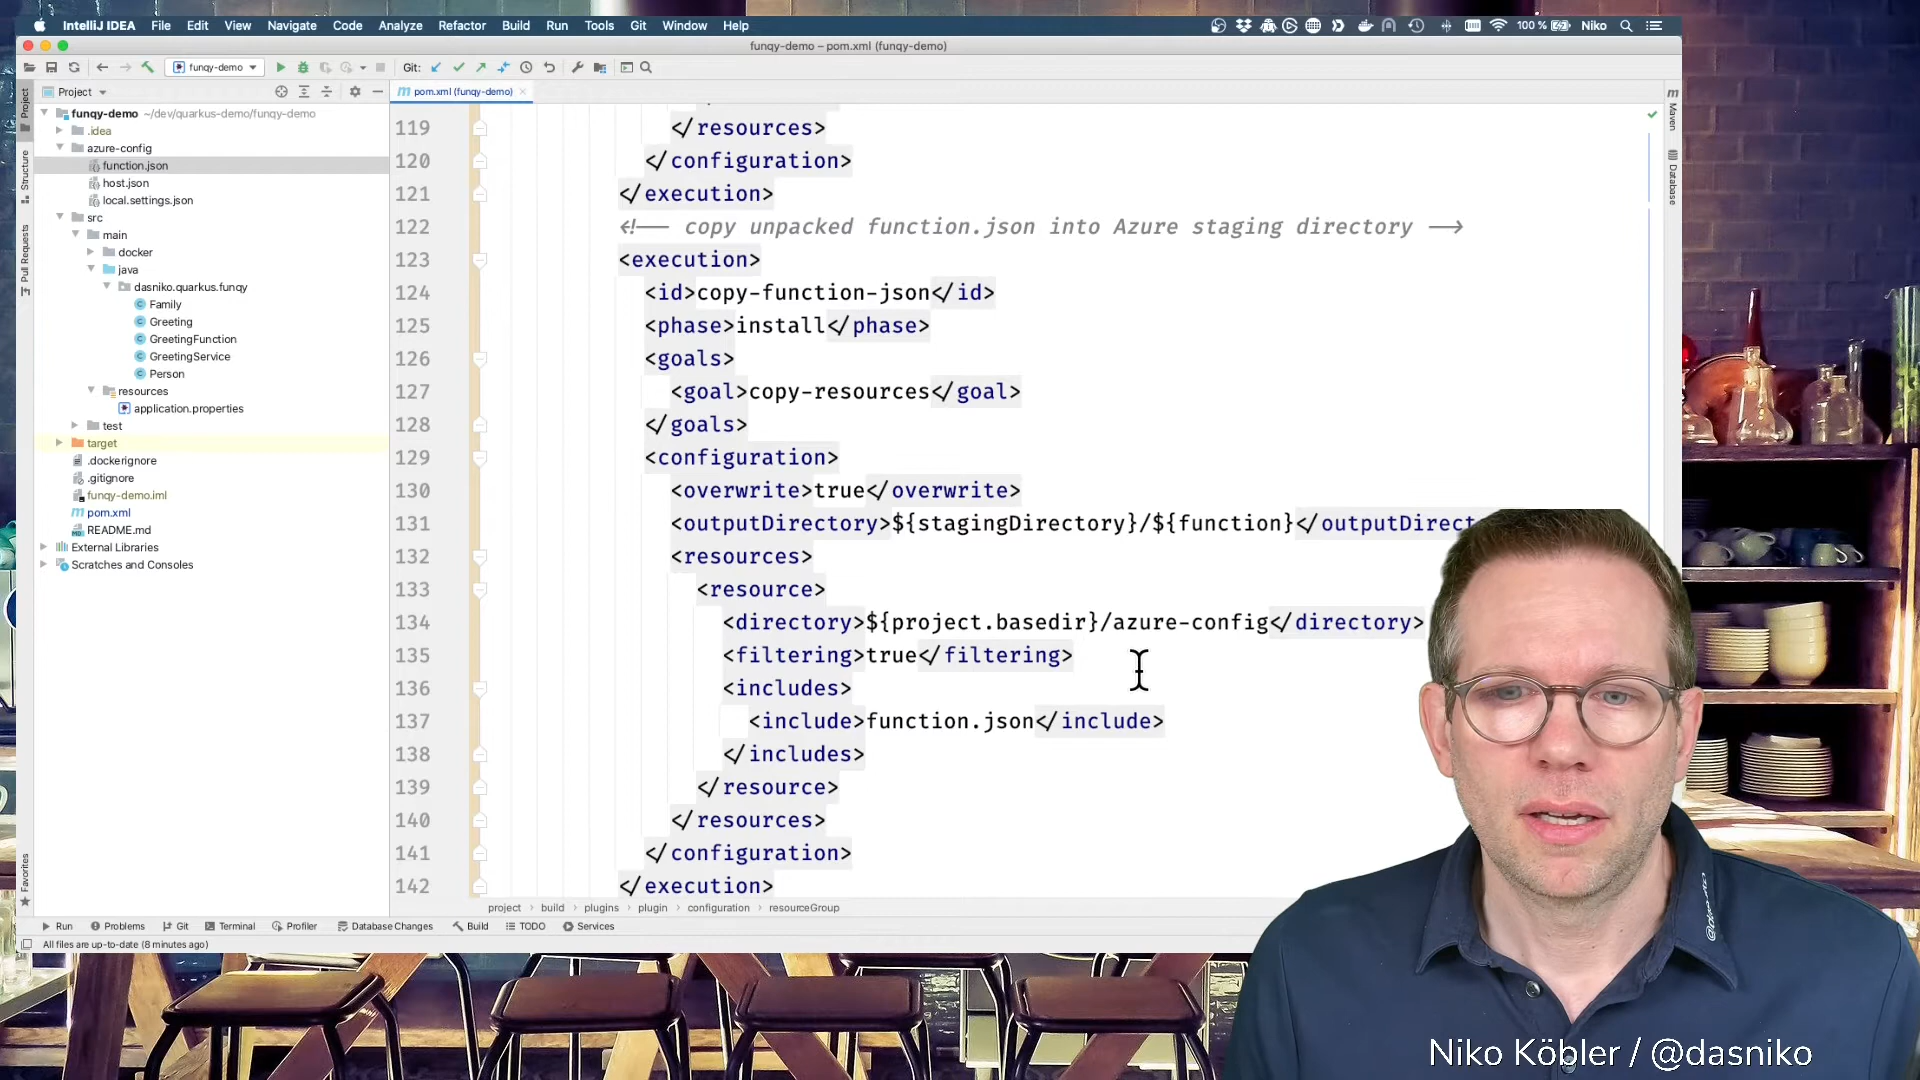 IntelliJ IDEA File Edit View Navigate Code Analyze Refactor Build Run Tools Git Window Help
100 % Niko
funqy-demo – pom.xml (funqy-demo)
funqy-demo Git:
Project
pom.xml (funqy-demo)
Project
Structure
Pull Requests
Favorites
funqy-demo ~/dev/quarkus-demo/funqy-demo
.idea
azure-config
function.json
host.json
local.settings.json
src
main
docker
java
dasniko.quarkus.funqy
Family
Greeting
GreetingFunction
GreetingService
Person
resources
application.properties
test
target
.dockerignore
.gitignore
funqy-demo.iml
pom.xml
README.md
External Libraries
Scratches and Consoles
119 </resources>
120 </configuration>
121 </execution>
122 <!-- copy unpacked function.json into Azure staging directory -->
123 <execution>
124 <id>copy-function-json</id>
125 <phase>install</phase>
126 <goals>
127 <goal>copy-resources</goal>
128 </goals>
129 <configuration>
130 <overwrite>true</overwrite>
131 <outputDirectory>${stagingDirectory}/${function}</outputDirect
132 <resources>
133 <resource>
134 <directory>${project.basedir}/azure-config</directory>
135 <filtering>true</filtering>
136 <includes>
137 <include>function.json</include>
138 </includes>
139 </resource>
140 </resources>
141 </configuration>
142 </execution>
Maven
Database
project › build › plugins › plugin › configuration › resourceGroup
Run Problems Git Terminal Profiler Database Changes Build TODO Services
All files are up-to-date (8 minutes ago)
@dasniko
Niko Köbler / @dasniko